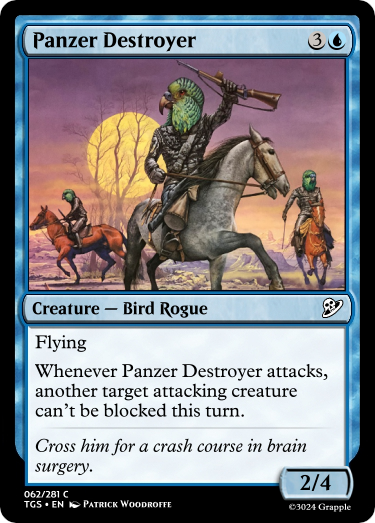 Panzer Destroyer 3
Creature — Bird Rogue
Flying
Whenever Panzer Destroyer attacks,
another target attacking creature
can't be blocked this turn.
Cross him for a crash course in brain
surgery.
2/4
062/281 C
TGS • EN Patrick Woodroffe
©3024 Grapple